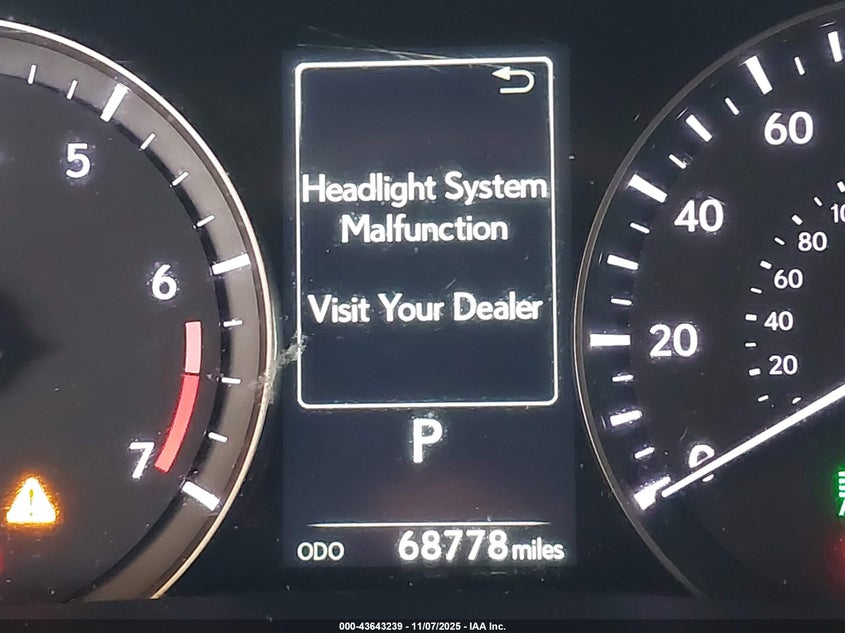 Headlight System
Malfunction
Visit Your Dealer
P
ODO 68778 miles
5
6
7
60
40
20
0
80
60
40
20
000-43643239 - 11/07/2025 - IAA Inc.